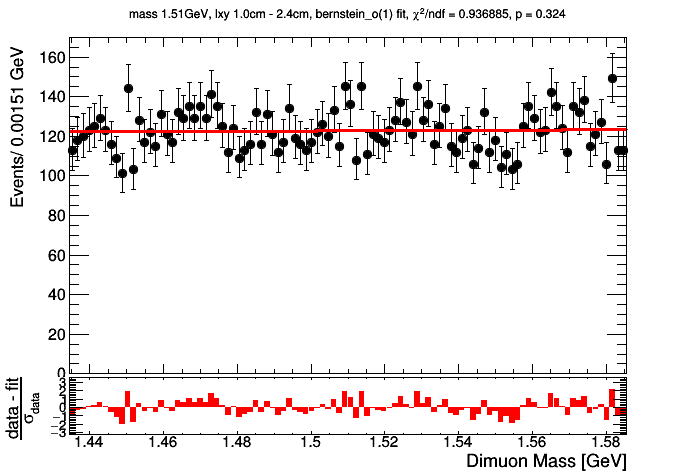 mass 1.51GeV, lxy 1.0cm - 2.4cm, bernstein_o(1) fit, χ²/ndf = 0.936885, p = 0.324
Events/ 0.00151 GeV
160
140
120
100
80
60
40
20
0
data - fit
σdata
3
2
1
0
−1
−2
−3
1.44 1.46 1.48 1.5 1.52 1.54 1.56 1.58
Dimuon Mass [GeV]